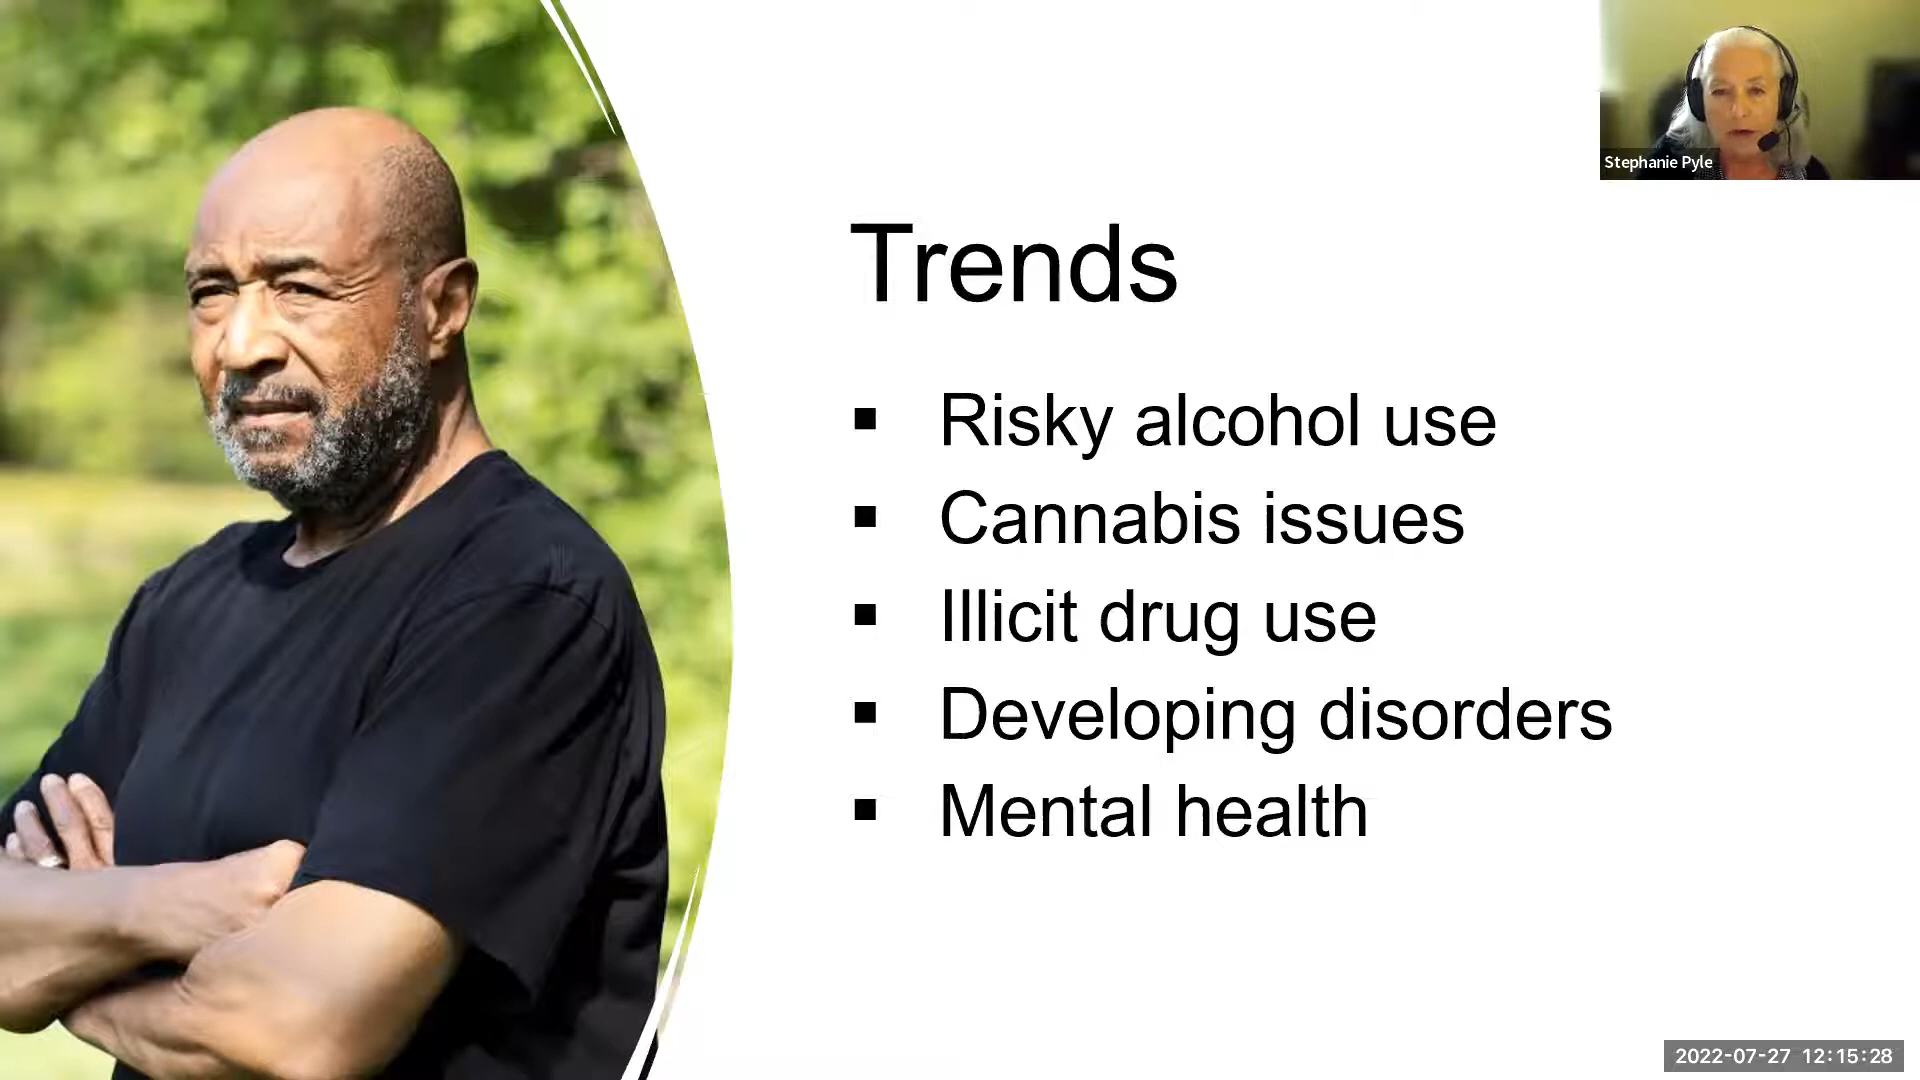 Stephanie Pyle
Trends
▪ Risky alcohol use
▪ Cannabis issues
▪ Illicit drug use
▪ Developing disorders
▪ Mental health
2022-07-27 12:15:28